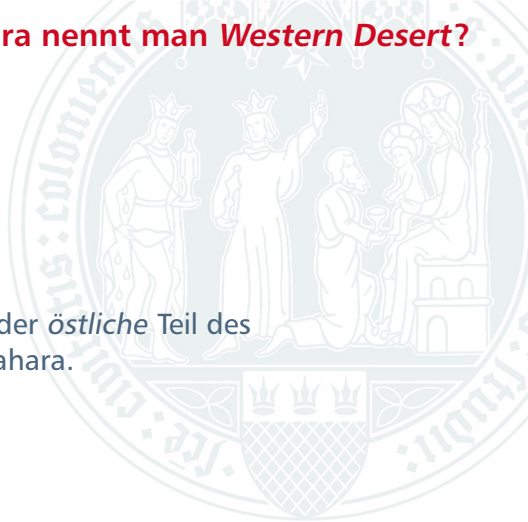 ra nennt man Western Desert?
der östliche Teil des
ahara.